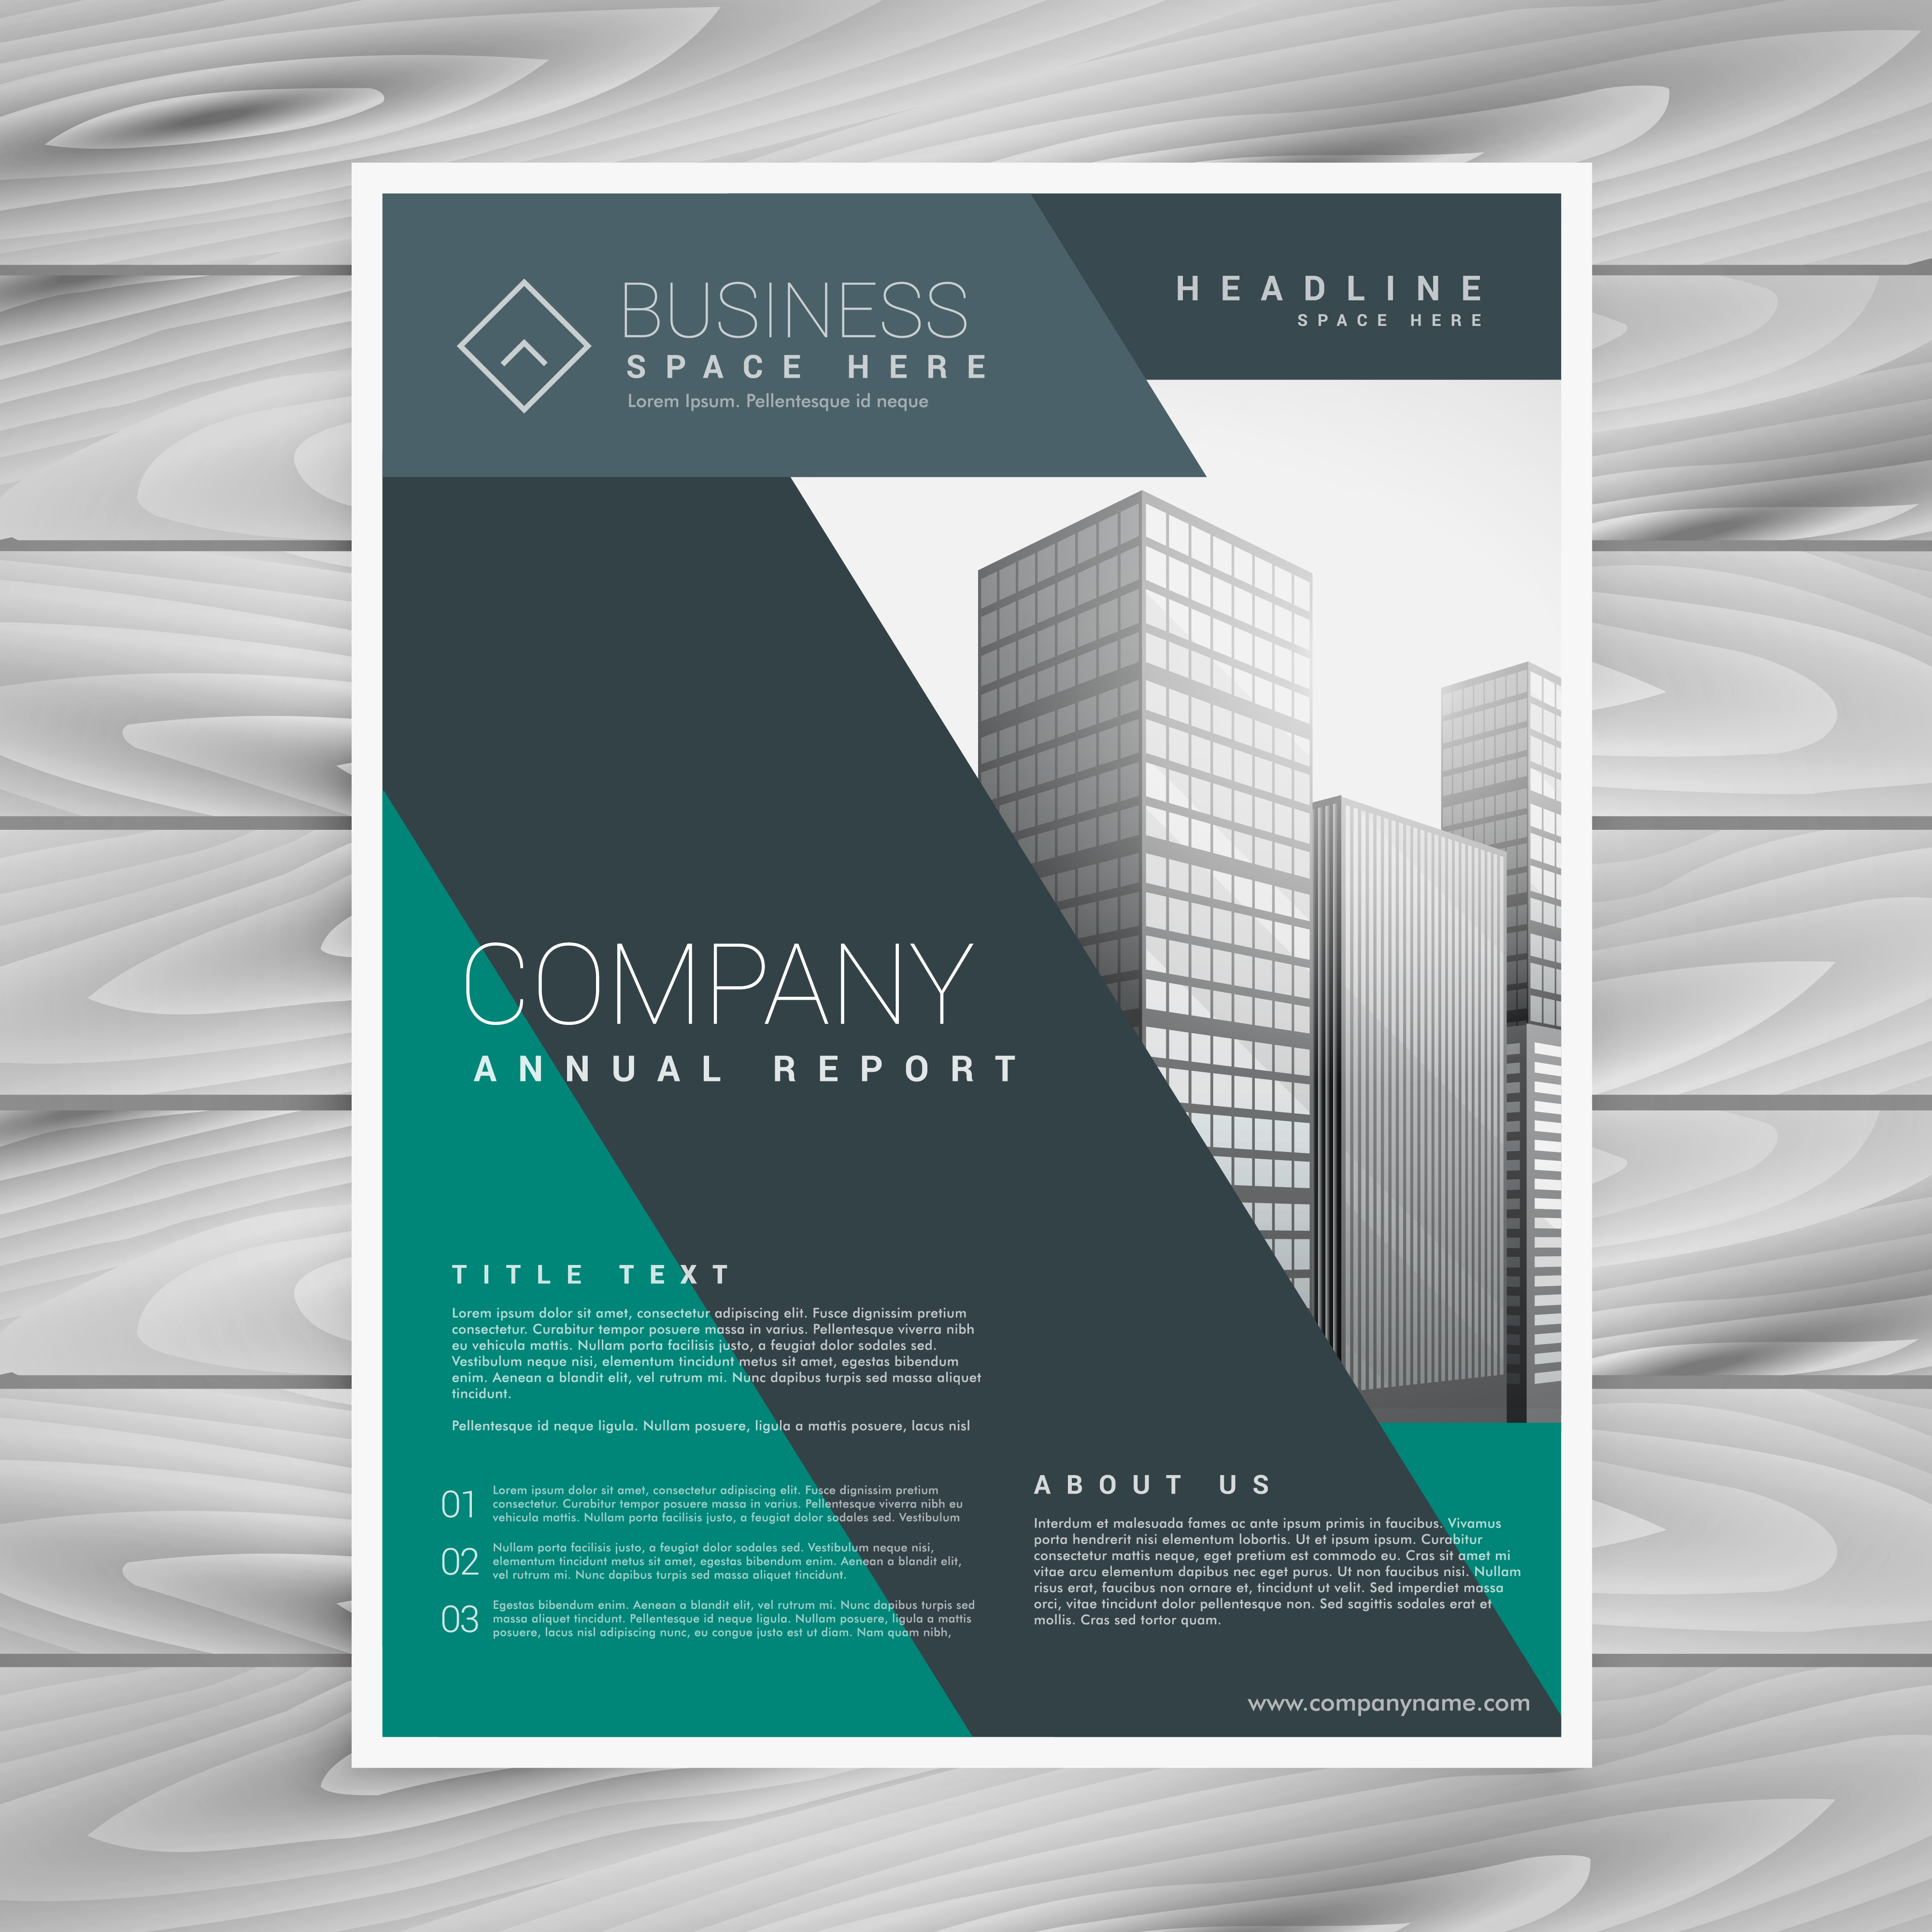 BUSINESS
SPACE HERE
Lorem Ipsum. Pellentesque id neque
HEADLINE
SPACE HERE
COMPANY
ANNUAL REPORT
TITLE TEXT
Lorem ipsum dolor sit amet, consectetur adipiscing elit. Fusce dignissim pretium
consectetur. Curabitur tempor posuere massa in varius. Pellentesque viverra nibh
eu vehicula mattis. Nullam porta facilisis justo, a feugiat dolor sodales sed.
Vestibulum neque nisi, elementum tincidunt metus sit amet, egestas bibendum
enim. Aenean a blandit elit, vel rutrum mi. Nunc dapibus turpis sed massa aliquet
tincidunt.
Pellentesque id neque ligula. Nullam posuere, ligula a mattis posuere, lacus nisl
01
Lorem ipsum dolor sit amet, consectetur adipiscing elit. Fusce dignissim pretium
consectetur. Curabitur tempor posuere massa in varius. Pellentesque viverra nibh eu
vehicula mattis. Nullam porta facilisis justo, a feugiat dolor sodales sed. Vestibulum
02
Nullam porta facilisis justo, a feugiat dolor sodales sed. Vestibulum neque nisi,
elementum tincidunt metus sit amet, egestas bibendum enim. Aenean a blandit elit,
vel rutrum mi. Nunc dapibus turpis sed massa aliquet tincidunt.
03
Egestas bibendum enim. Aenean a blandit elit, vel rutrum mi. Nunc dapibus turpis sed
massa aliquet tincidunt. Pellentesque id neque ligula. Nullam posuere, ligula a mattis
posuere, lacus nisl adipiscing nunc, eu congue justo est ut diam. Nam quam nibh,
ABOUT US
Interdum et malesuada fames ac ante ipsum primis in faucibus. Vivamus
porta hendrerit nisi elementum lobortis. Ut et ipsum ipsum. Curabitur
consectetur mattis neque, eget pretium est commodo eu. Cras sit amet mi
vitae arcu elementum dapibus nec eget purus. Ut non faucibus nisi. Nullam
risus erat, faucibus non ornare et, tincidunt ut velit. Sed imperdiet massa
orci, vitae tincidunt dolor pellentesque non. Sed sagittis sodales erat et
mollis. Cras sed tortor quam.
www.companyname.com